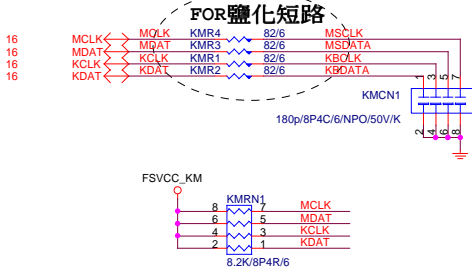 FOR鹽化短路
16 MCLK MCLK KMR4 82/6 MSCLK
16 MDAT MDAT KMR3 82/6 MSDATA
16 KCLK KCLK KMR1 82/6 KBCLK
16 KDAT KDAT KMR2 82/6 KBDATA
1 3 5 7
KMCN1
180p/8P4C/6/NPO/50V/K
2 4 6 8
FSVCC_KM
KMRN1
8 7 MCLK
6 5 MDAT
4 3 KCLK
2 1 KDAT
8.2K/8P4R/6